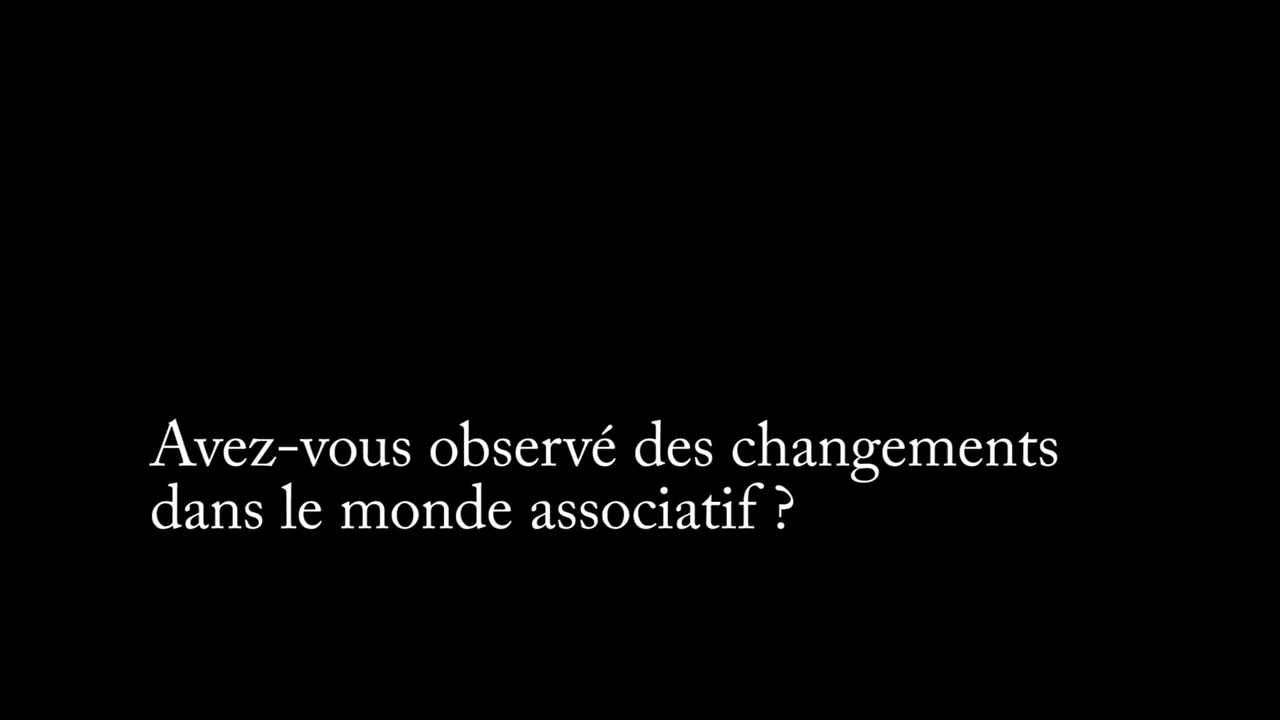 Avez-vous observé des changements
dans le monde associatif ?